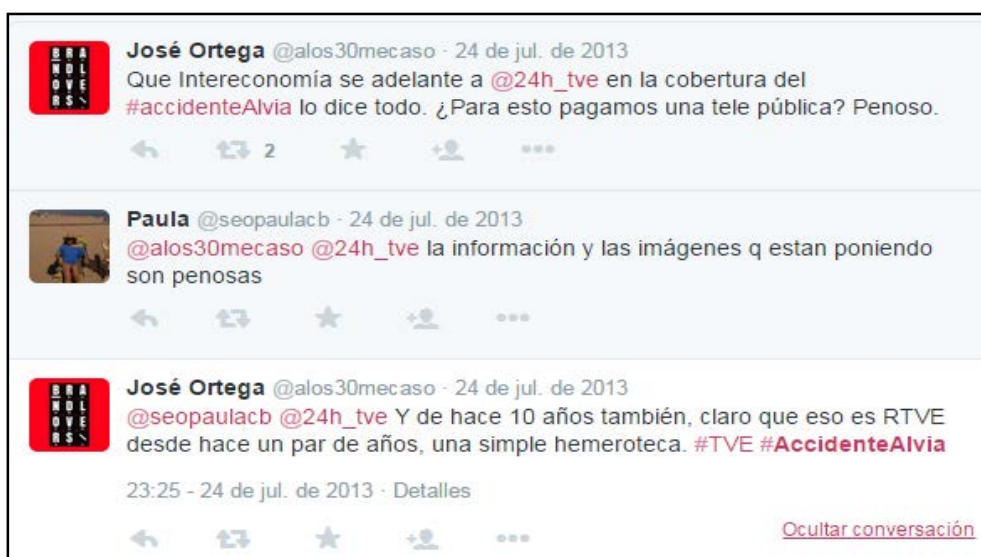 José Ortega @alos30mecaso · 24 de jul. de 2013
Que Intereconomía se adelante a @24h_tve en la cobertura del
#accidenteAlvia lo dice todo. ¿Para esto pagamos una tele pública? Penoso.
2
Paula @seopaulacb · 24 de jul. de 2013
@alos30mecaso @24h_tve la información y las imágenes q estan poniendo
son penosas
José Ortega @alos30mecaso · 24 de jul. de 2013
@seopaulacb @24h_tve Y de hace 10 años también, claro que eso es RTVE
desde hace un par de años, una simple hemeroteca. #TVE #AccidenteAlvia
23:25 - 24 de jul. de 2013 · Detalles
Ocultar conversación